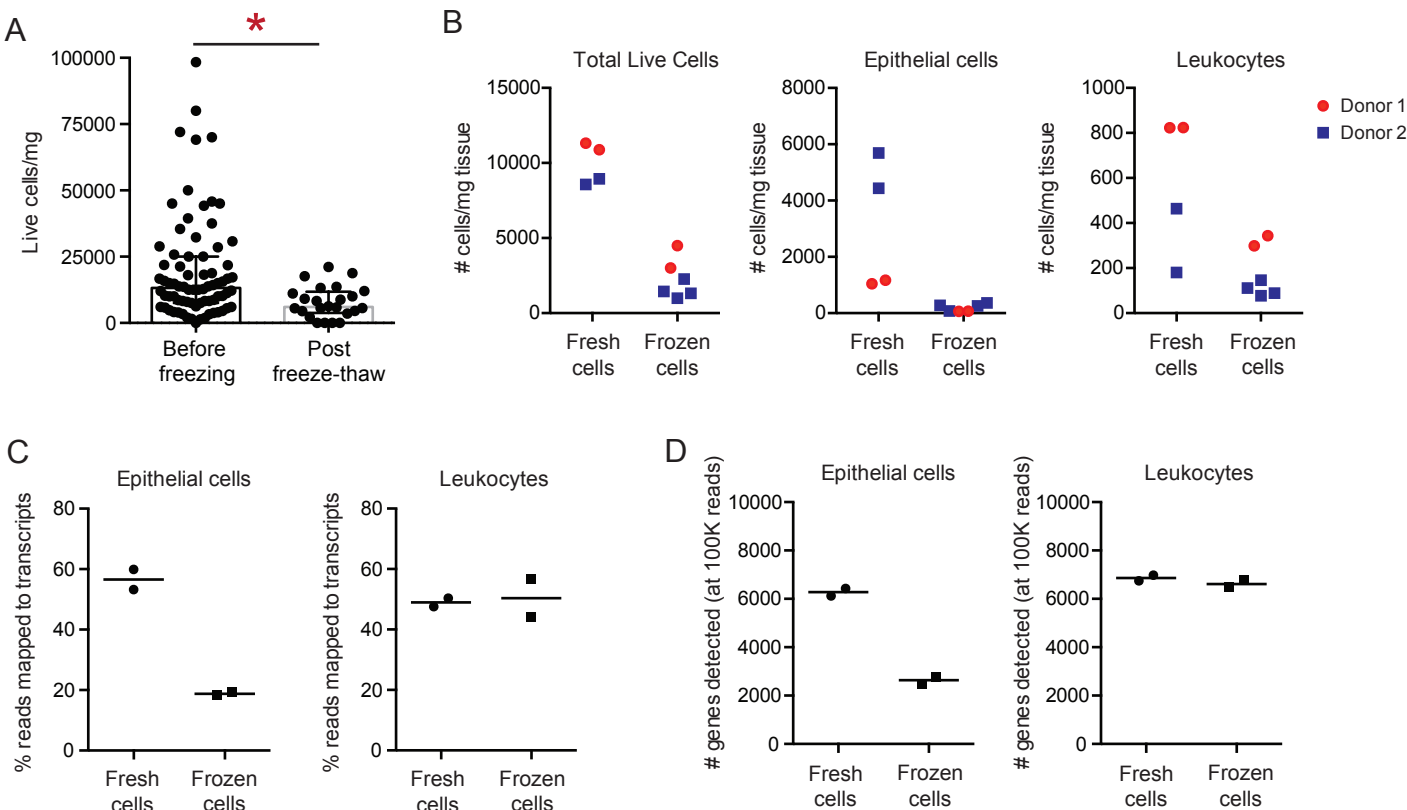 A
*
Live cells/mg
100000
75000
50000
25000
0
Before
freezing
Post
freeze-thaw
B
Total Live Cells
# cells/mg tissue
15000
10000
5000
0
Fresh
cells
Frozen
cells
Epithelial cells
# cells/mg tissue
8000
6000
4000
2000
0
Fresh
cells
Frozen
cells
Leukocytes
# cells/mg tissue
1000
800
600
400
200
0
Fresh
cells
Frozen
cells
Donor 1
Donor 2
C
Epithelial cells
% reads mapped to transcripts
80
60
40
20
0
Fresh
cells
Frozen
cells
Leukocytes
% reads mapped to transcripts
80
60
40
20
0
Fresh
cells
Frozen
cells
D
Epithelial cells
# genes detected (at 100K reads)
10000
8000
6000
4000
2000
0
Fresh
cells
Frozen
cells
Leukocytes
# genes detected (at 100K reads)
10000
8000
6000
4000
2000
0
Fresh
cells
Frozen
cells